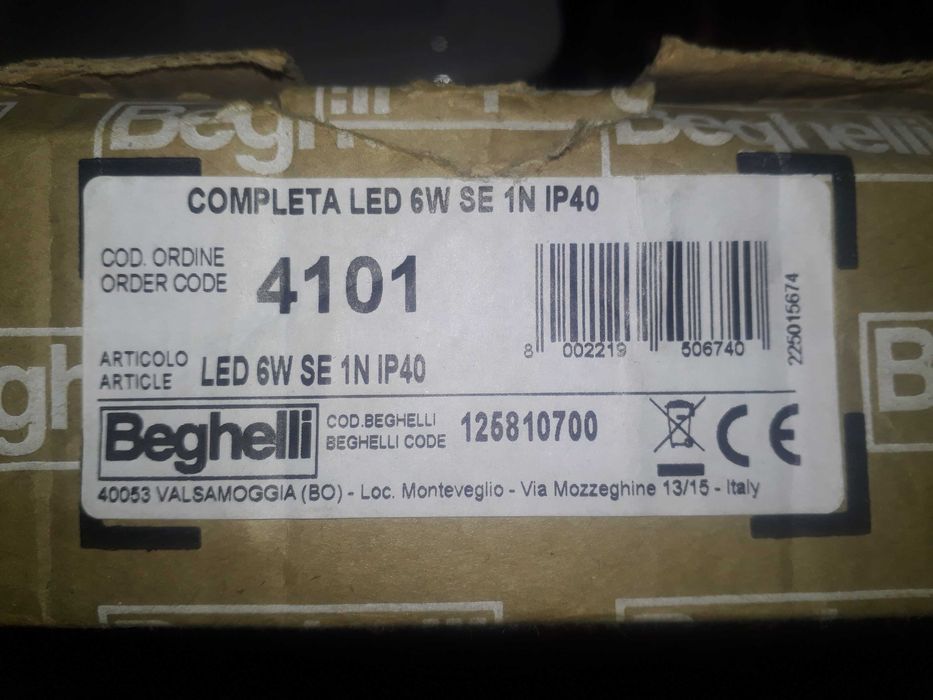 Beghelli
Beghelli
COMPLETA LED 6W SE 1N IP40
COD. ORDINE
ORDER CODE
4101
8 002219 506740
225015674
ARTICOLO
ARTICLE
LED 6W SE 1N IP40
Beghelli
COD.BEGHELLI
BEGHELLI CODE
125810700
CE
40053 VALSAMOGGIA (BO) - Loc. Monteveglio - Via Mozzeghine 13/15 - Italy